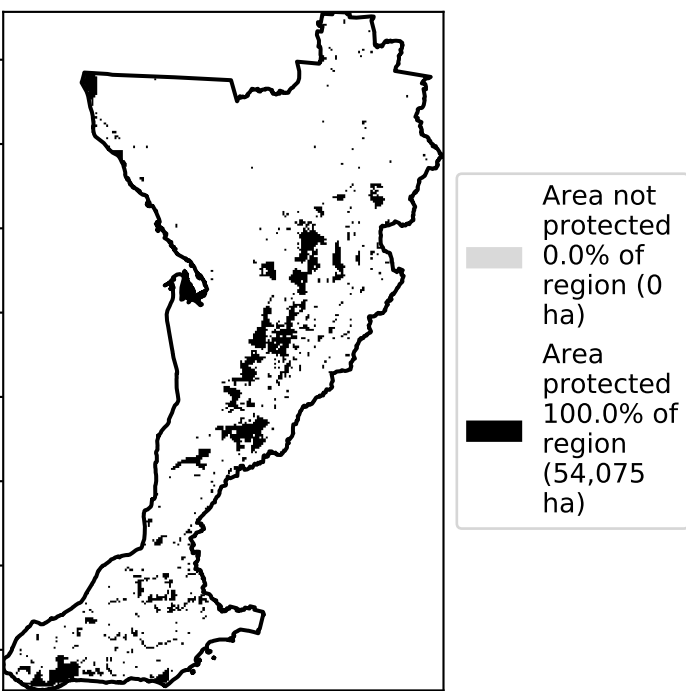 Area not
protected
0.0% of
region (0
ha)
Area
protected
100.0% of
region
(54,075
ha)